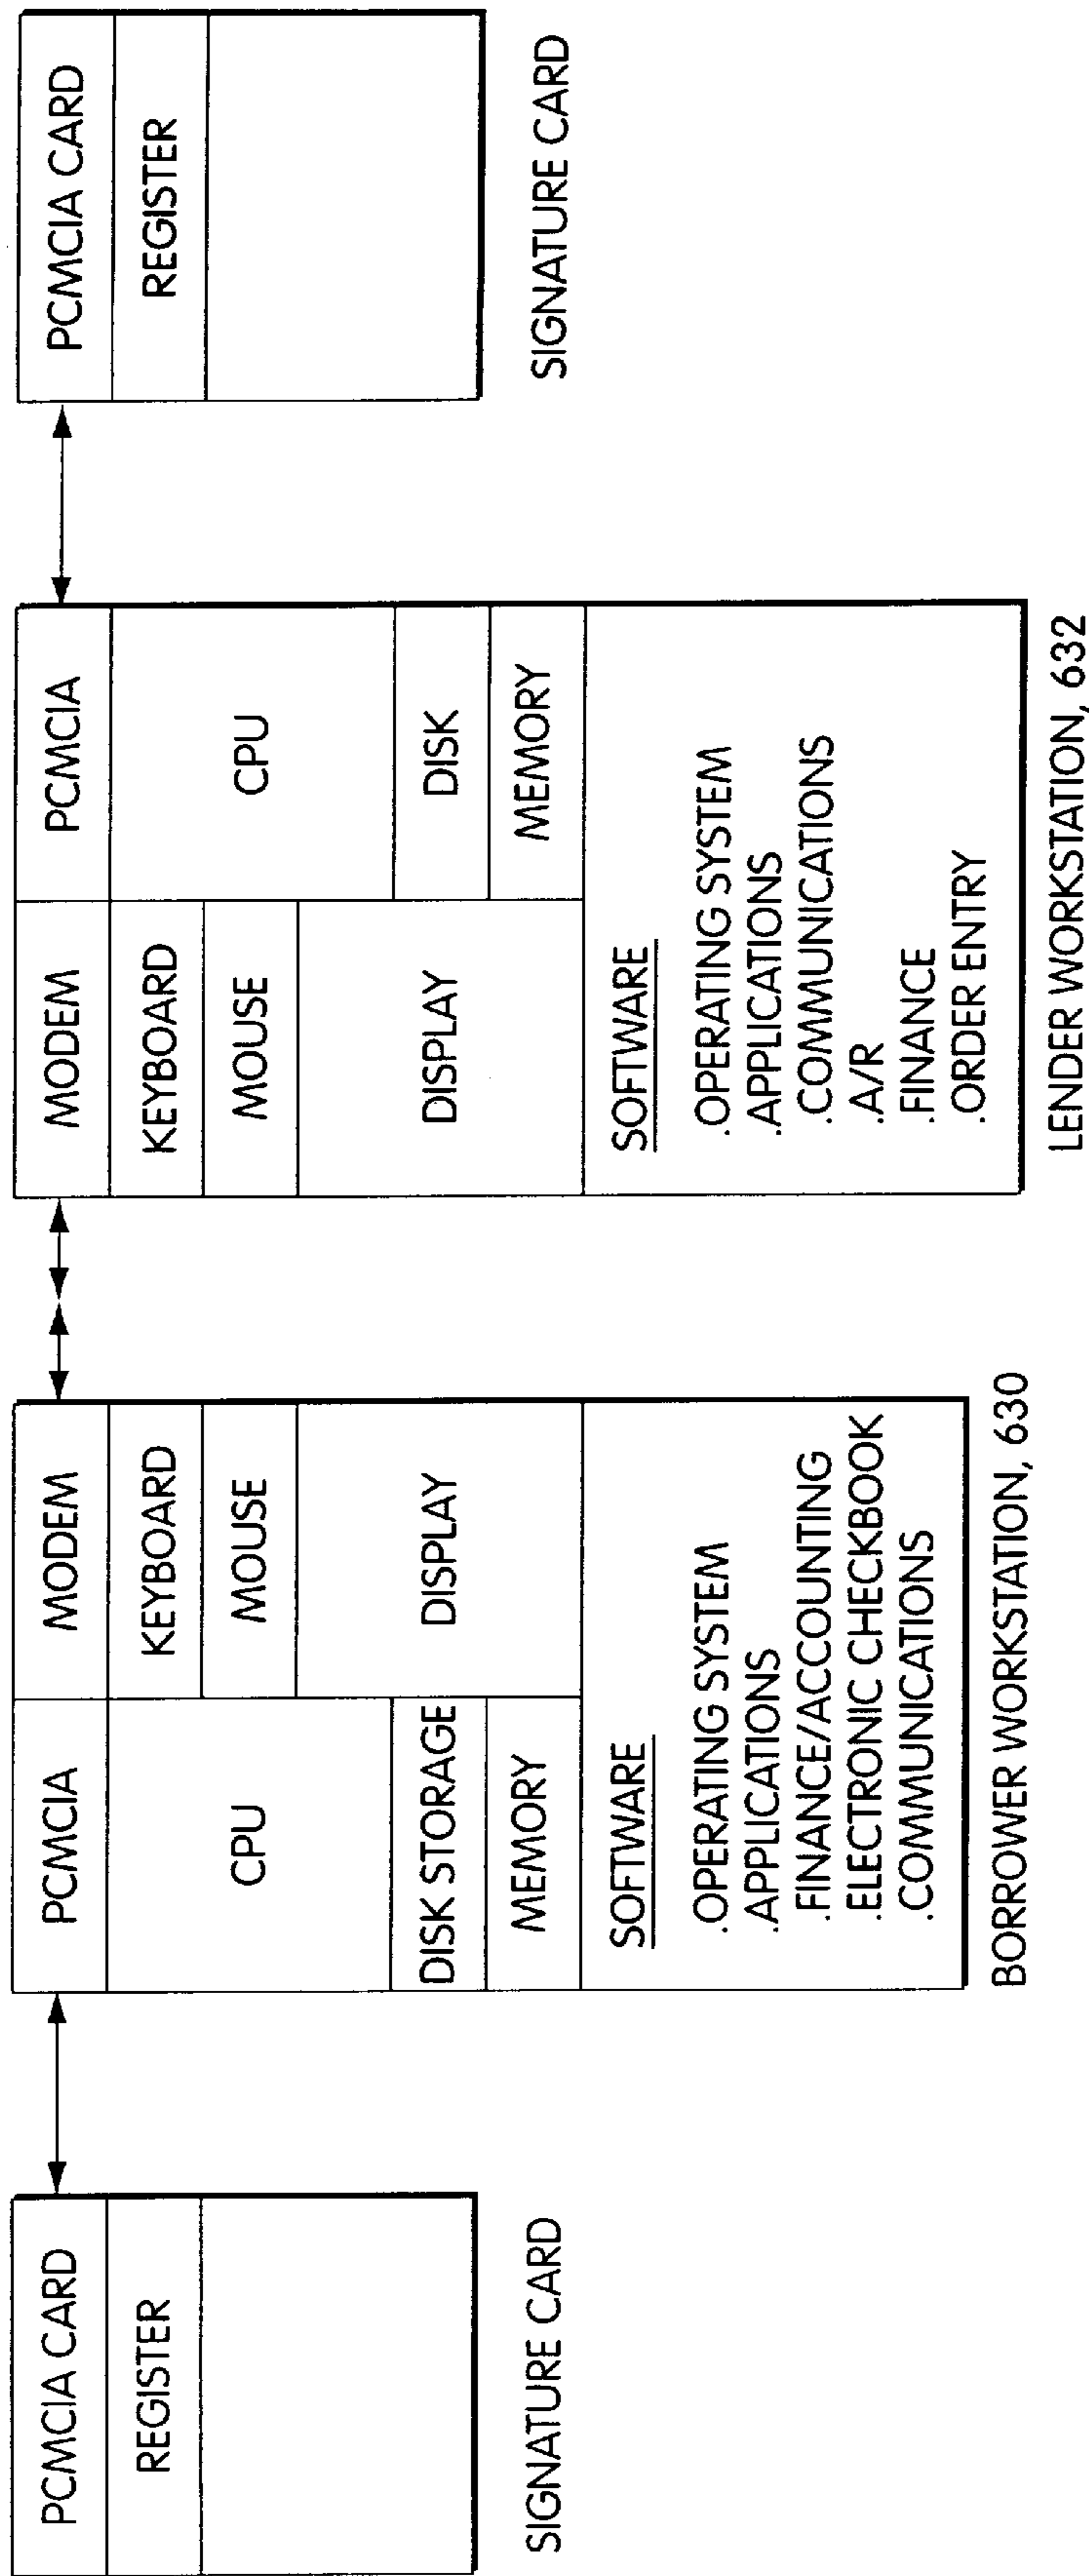 PCMCIA CARD
REGISTER
SIGNATURE CARD
PCMCIA
MODEM
CPU
KEYBOARD
MOUSE
DISK STORAGE
DISPLAY
MEMORY
SOFTWARE
.OPERATING SYSTEM
.APPLICATIONS
.FINANCE/ACCOUNTING
.ELECTRONIC CHECKBOOK
.COMMUNICATIONS
BORROWER WORKSTATION, 630
MODEM
PCMCIA
KEYBOARD
CPU
MOUSE
DISPLAY
DISK
MEMORY
SOFTWARE
.OPERATING SYSTEM
.APPLICATIONS
.COMMUNICATIONS
.A/R
.FINANCE
.ORDER ENTRY
LENDER WORKSTATION, 632
PCMCIA CARD
REGISTER
SIGNATURE CARD